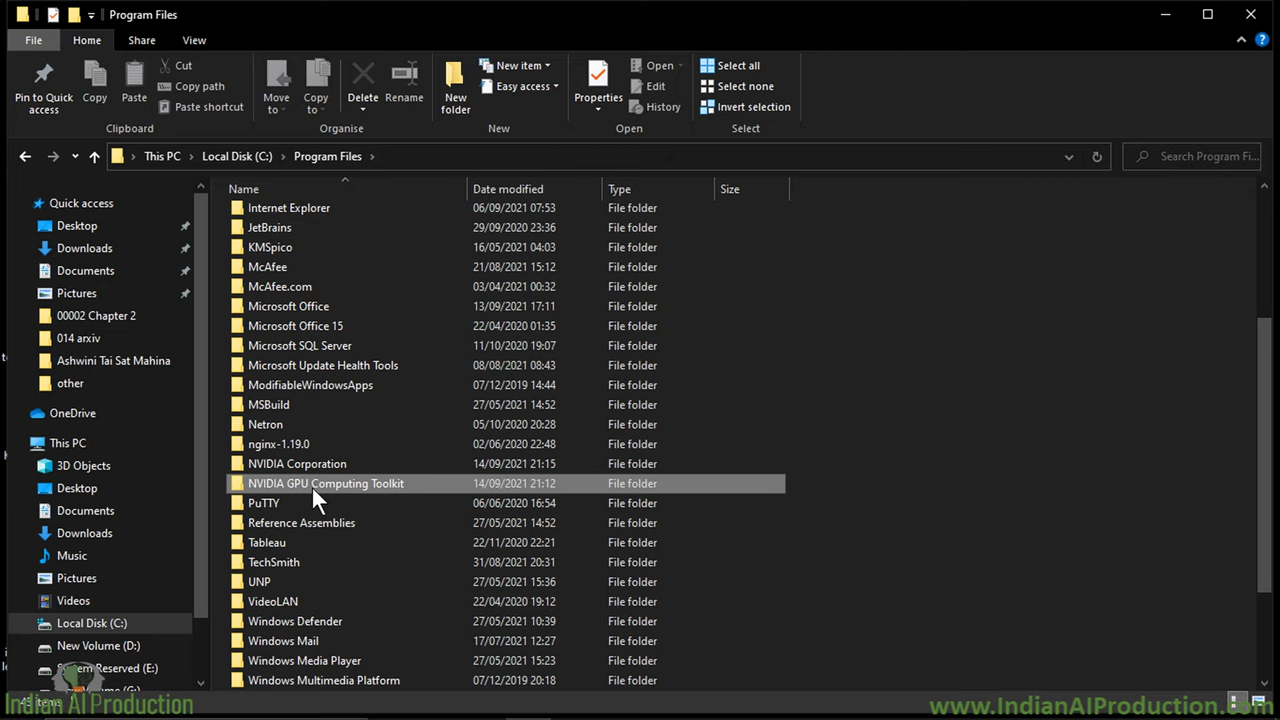 Program Files
File Home Share View
Pin to Quick access
Copy
Paste
Cut
Copy path
Paste shortcut
Clipboard
Move to
Copy to
Delete
Rename
Organise
New folder
New item
Easy access
New
Properties
Open
Edit
History
Open
Select all
Select none
Invert selection
Select
This PC > Local Disk (C:) > Program Files >
Search Program Fi...
Quick access
Desktop
Downloads
Documents
Pictures
00002 Chapter 2
014 arxiv
Ashwini Tai Sat Mahina
other
OneDrive
This PC
3D Objects
Desktop
Documents
Downloads
Music
Pictures
Videos
Local Disk (C:)
New Volume (D:)
System Reserved (E:)
Name Date modified Type Size
Internet Explorer 06/09/2021 07:53 File folder
JetBrains 29/09/2020 23:36 File folder
KMSpico 16/05/2021 04:03 File folder
McAfee 21/08/2021 15:12 File folder
McAfee.com 03/04/2021 00:32 File folder
Microsoft Office 13/09/2021 17:11 File folder
Microsoft Office 15 22/04/2020 01:35 File folder
Microsoft SQL Server 11/10/2020 19:07 File folder
Microsoft Update Health Tools 08/08/2021 08:43 File folder
ModifiableWindowsApps 07/12/2019 14:44 File folder
MSBuild 27/05/2021 14:52 File folder
Netron 05/10/2020 20:28 File folder
nginx-1.19.0 02/06/2020 22:48 File folder
NVIDIA Corporation 14/09/2021 21:15 File folder
NVIDIA GPU Computing Toolkit 14/09/2021 21:12 File folder
PuTTY 06/06/2020 16:54 File folder
Reference Assemblies 27/05/2021 14:52 File folder
Tableau 22/11/2020 22:21 File folder
TechSmith 31/08/2021 20:31 File folder
UNP 27/05/2021 15:36 File folder
VideoLAN 22/04/2020 19:12 File folder
Windows Defender 27/05/2021 10:39 File folder
Windows Mail 17/07/2021 12:27 File folder
Windows Media Player 27/05/2021 15:23 File folder
Windows Multimedia Platform 07/12/2019 20:18 File folder
Indian AI Production
www.IndianAIProduction.com